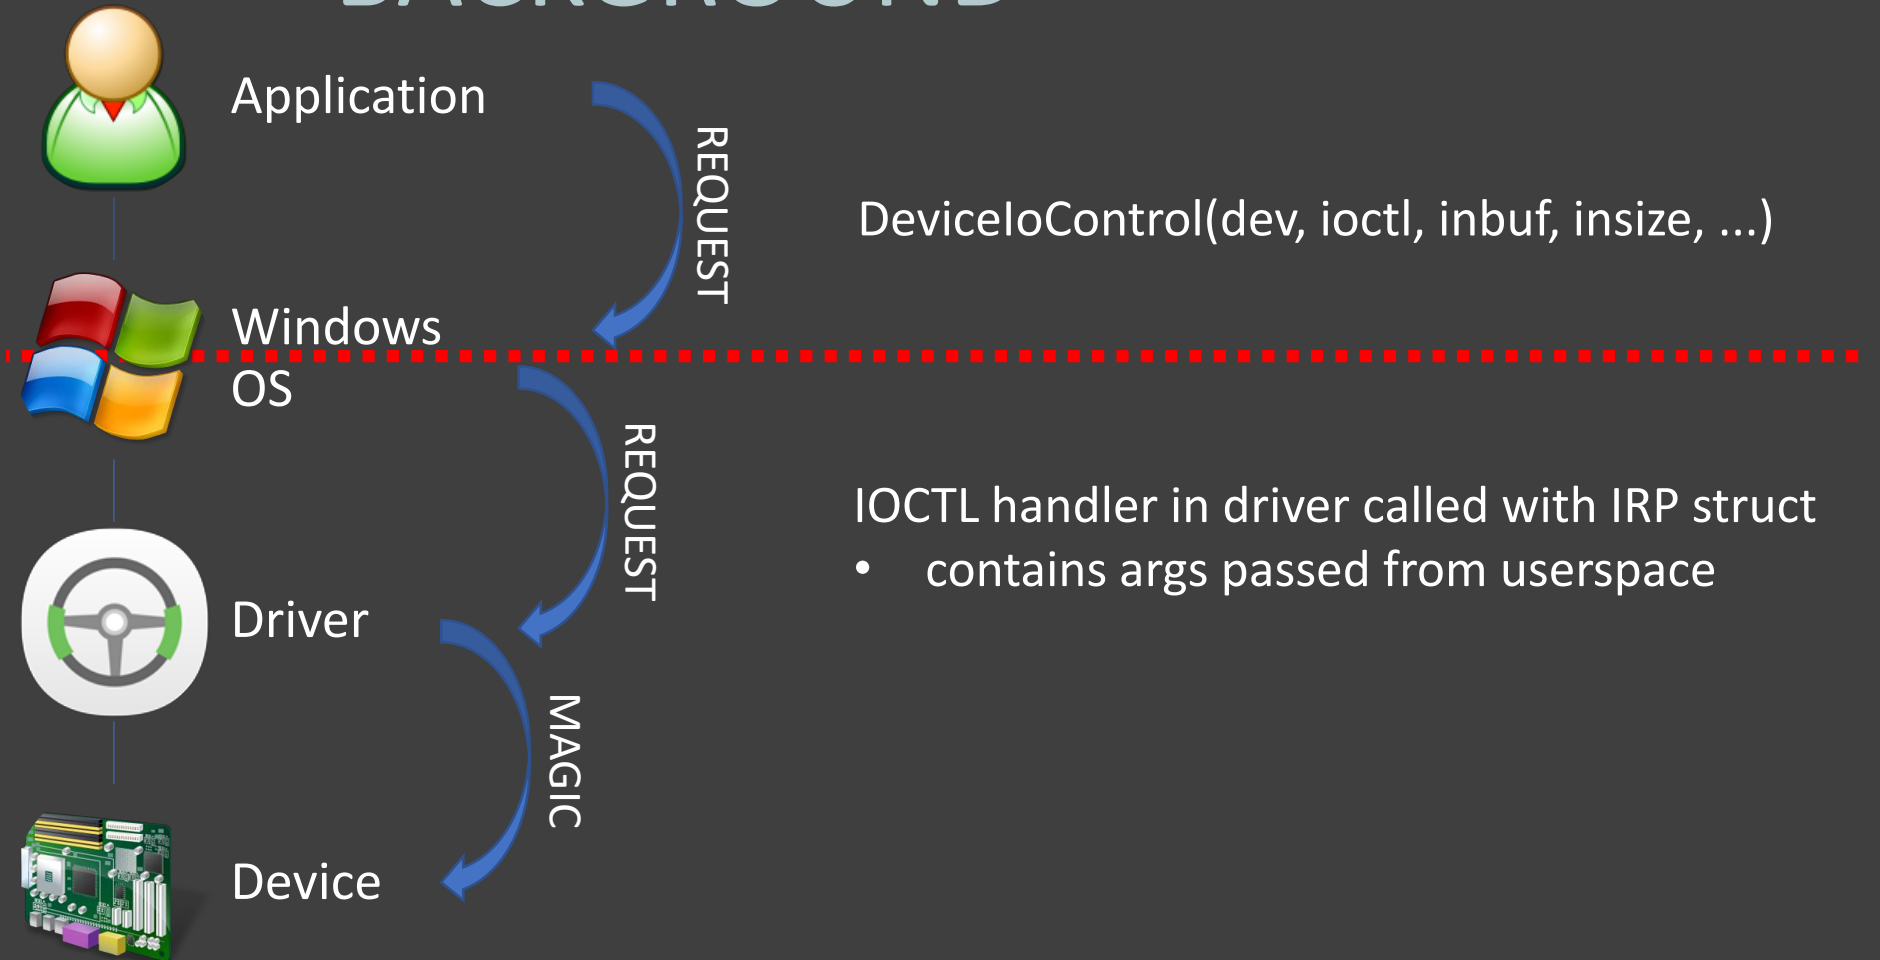 BACKGROUND
Application
REQUEST
DeviceIoControl(dev, ioctl, inbuf, insize, ...)
Windows
OS
REQUEST
IOCTL handler in driver called with IRP struct
• contains args passed from userspace
Driver
MAGIC
Device